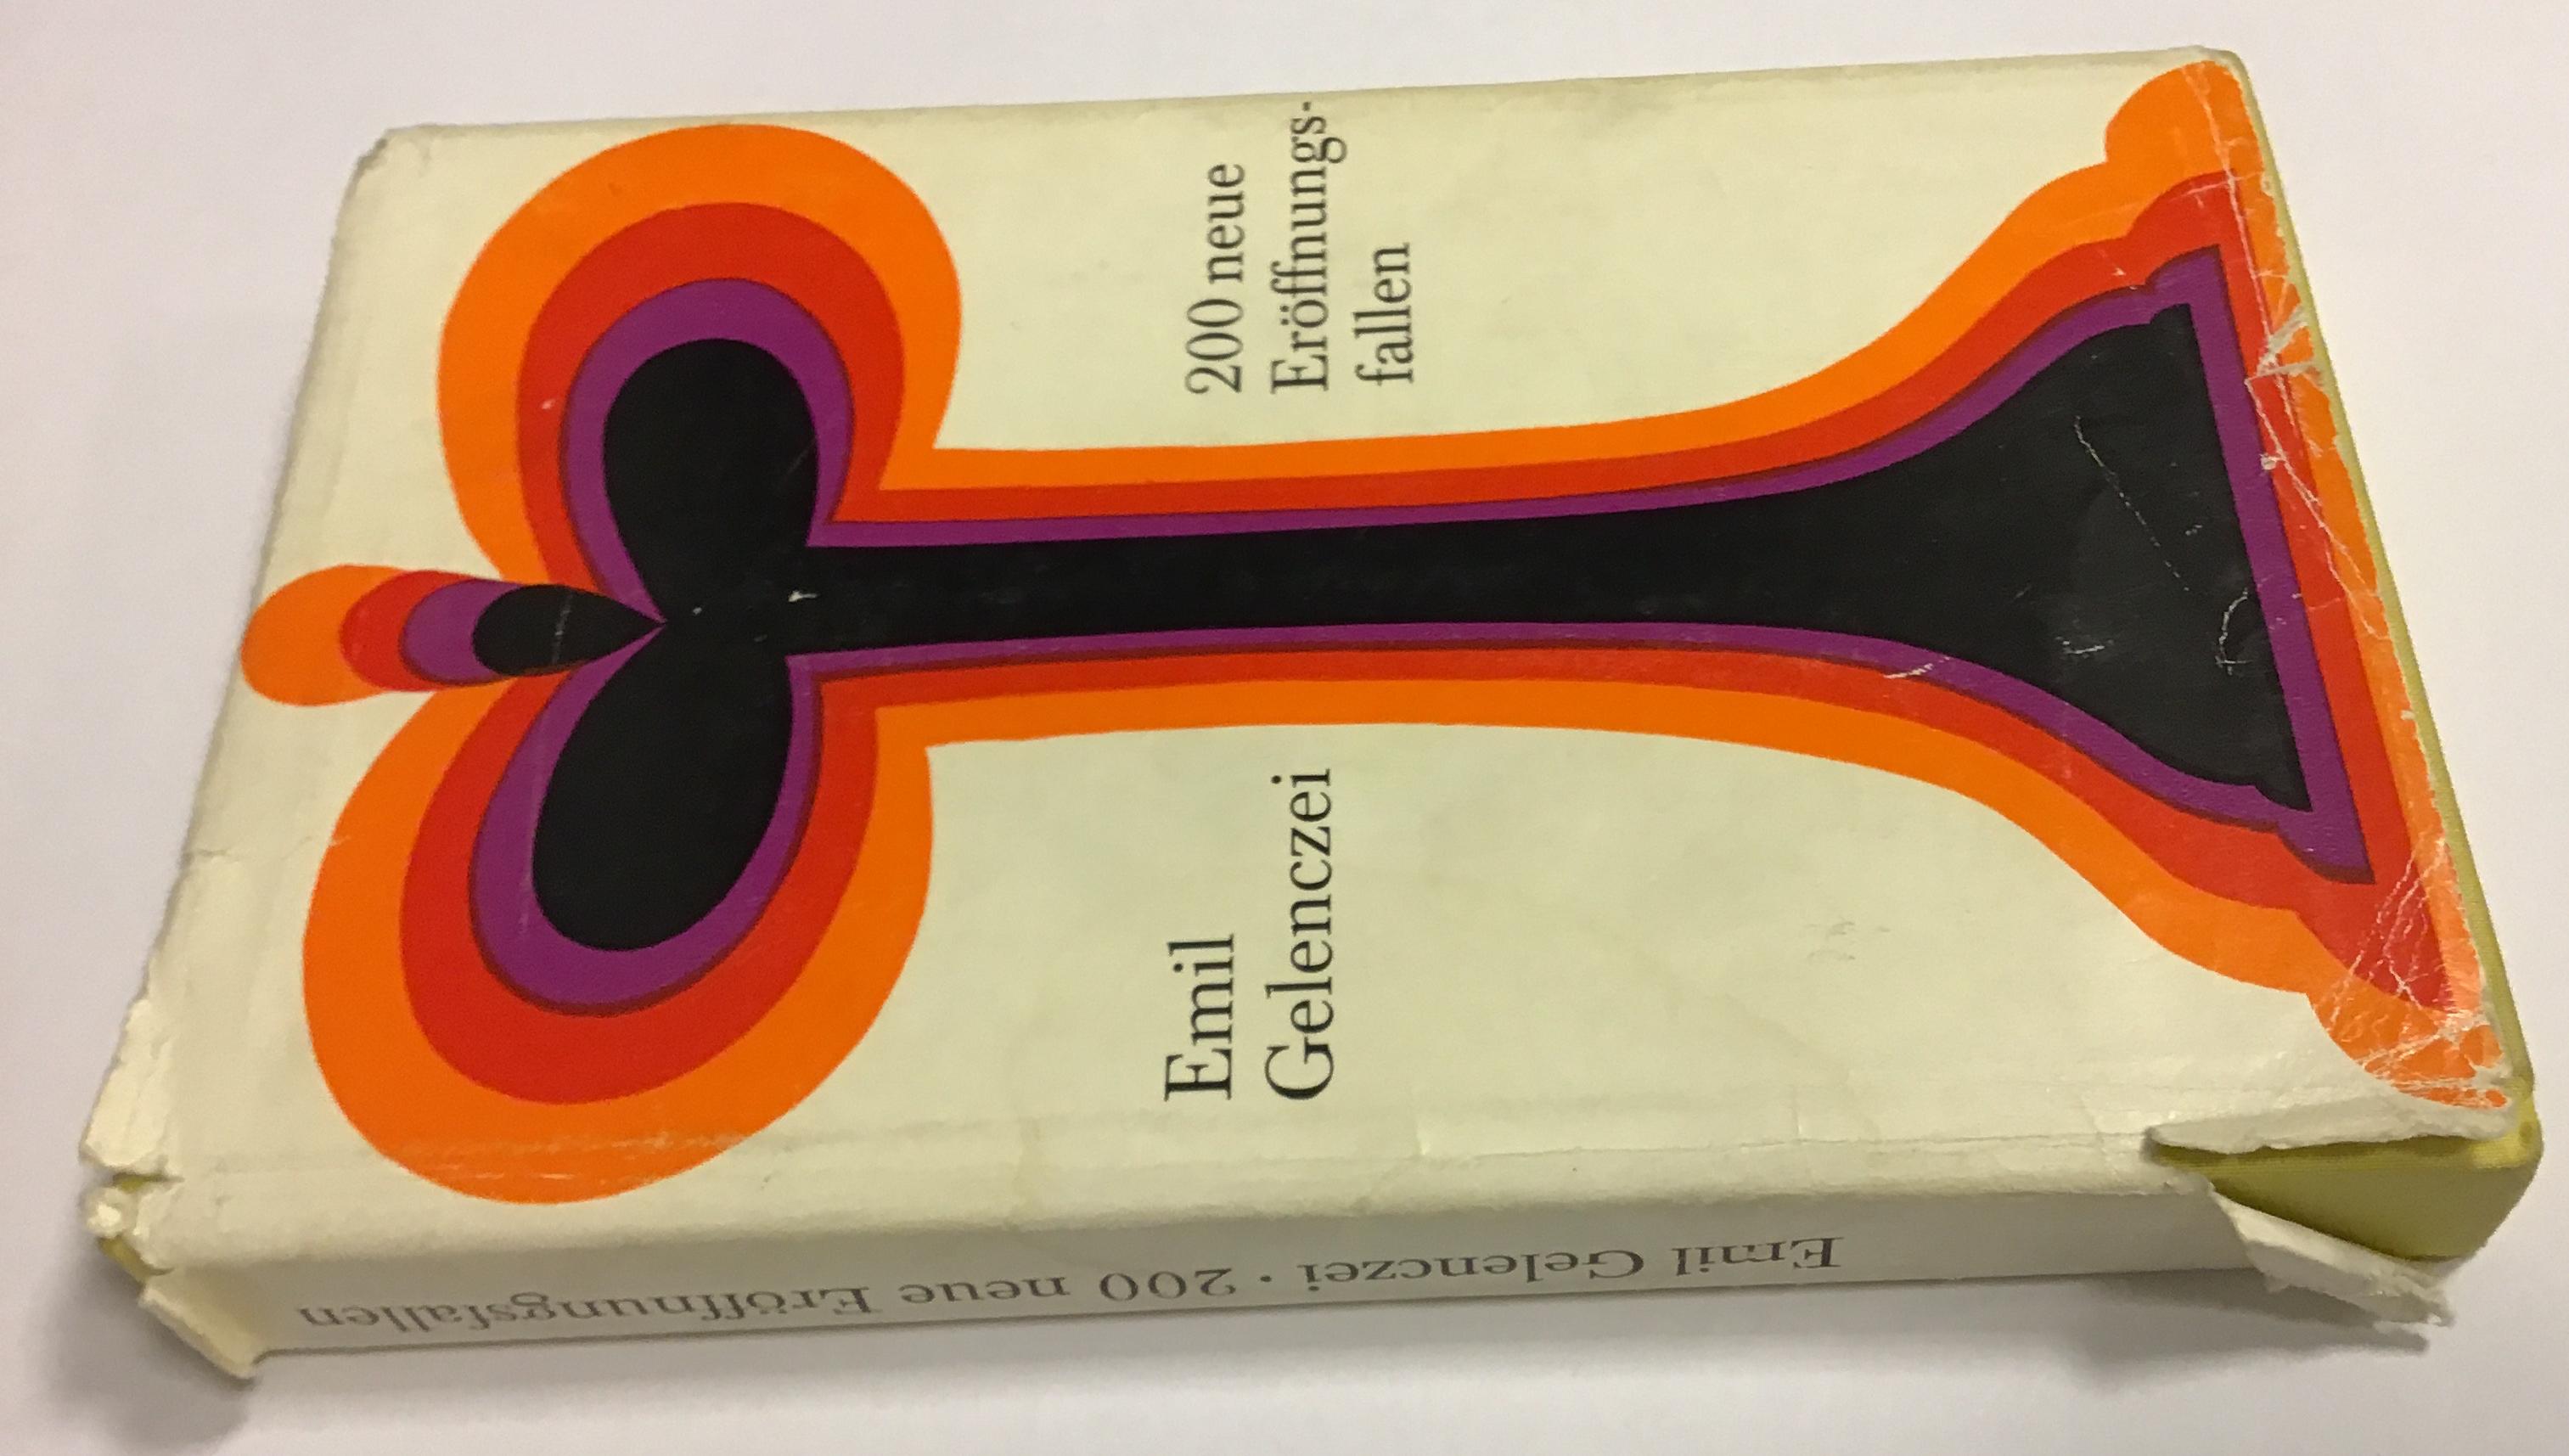 Emil
Gelenczei
200 neue
Eröffnungs-
fallen
Emil Gelenczei · 200 neue Eröffnungsfallen